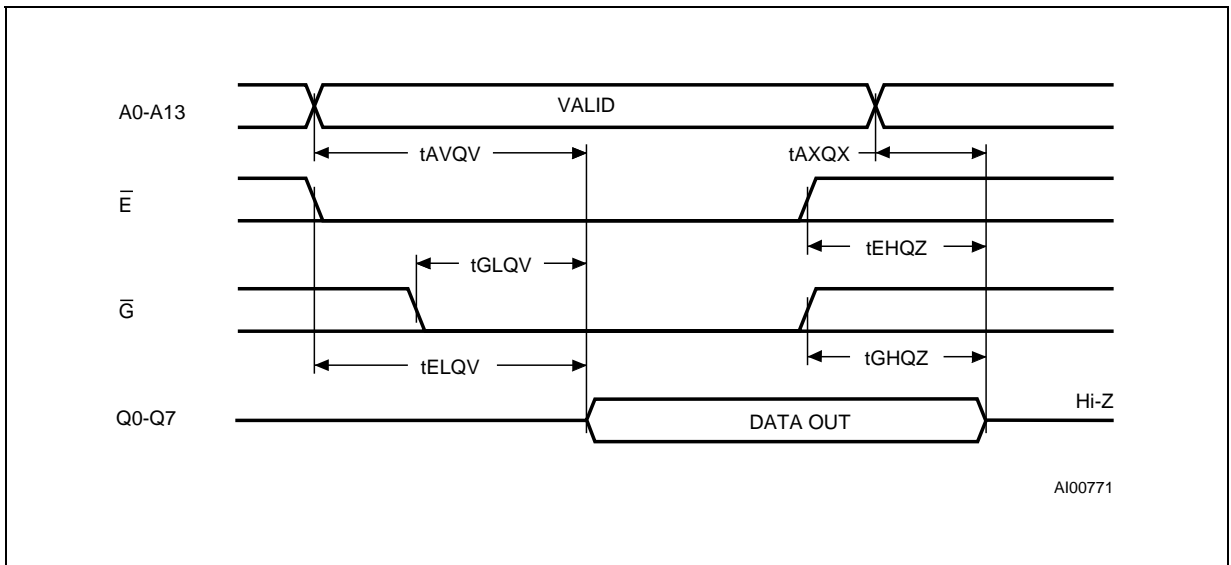 A0-A13
VALID
tAVQV
tAXQX
E̅
tEHQZ
tGLQV
G̅
tGHQZ
tELQV
Hi-Z
Q0-Q7
DATA OUT
AI00771